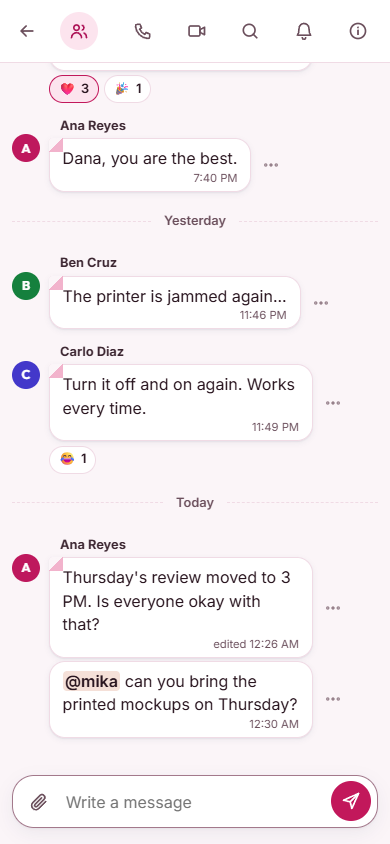 3
1
Ana Reyes
A
Dana, you are the best.
7:40 PM
Yesterday
Ben Cruz
B
The printer is jammed again...
11:46 PM
Carlo Diaz
C
Turn it off and on again. Works
every time.
11:49 PM
1
Today
Ana Reyes
A
Thursday's review moved to 3
PM. Is everyone okay with
that?
edited 12:26 AM
@mika can you bring the
printed mockups on Thursday?
12:30 AM
Write a message